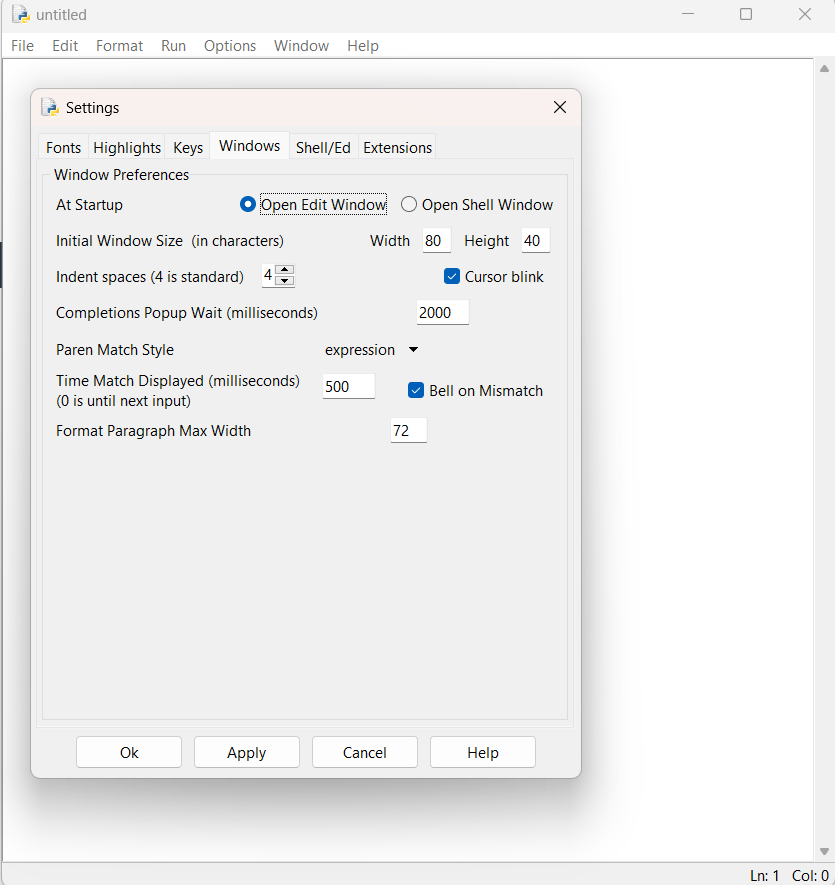 untitled
File Edit Format Run Options Window Help
Settings
Fonts Highlights Keys Windows Shell/Ed Extensions
Window Preferences
At Startup Open Edit Window Open Shell Window
Initial Window Size (in characters) Width 80 Height 40
Indent spaces (4 is standard) 4 Cursor blink
Completions Popup Wait (milliseconds) 2000
Paren Match Style expression
Time Match Displayed (milliseconds)
(0 is until next input) 500 Bell on Mismatch
Format Paragraph Max Width 72
Ok Apply Cancel Help
Ln: 1 Col: 0